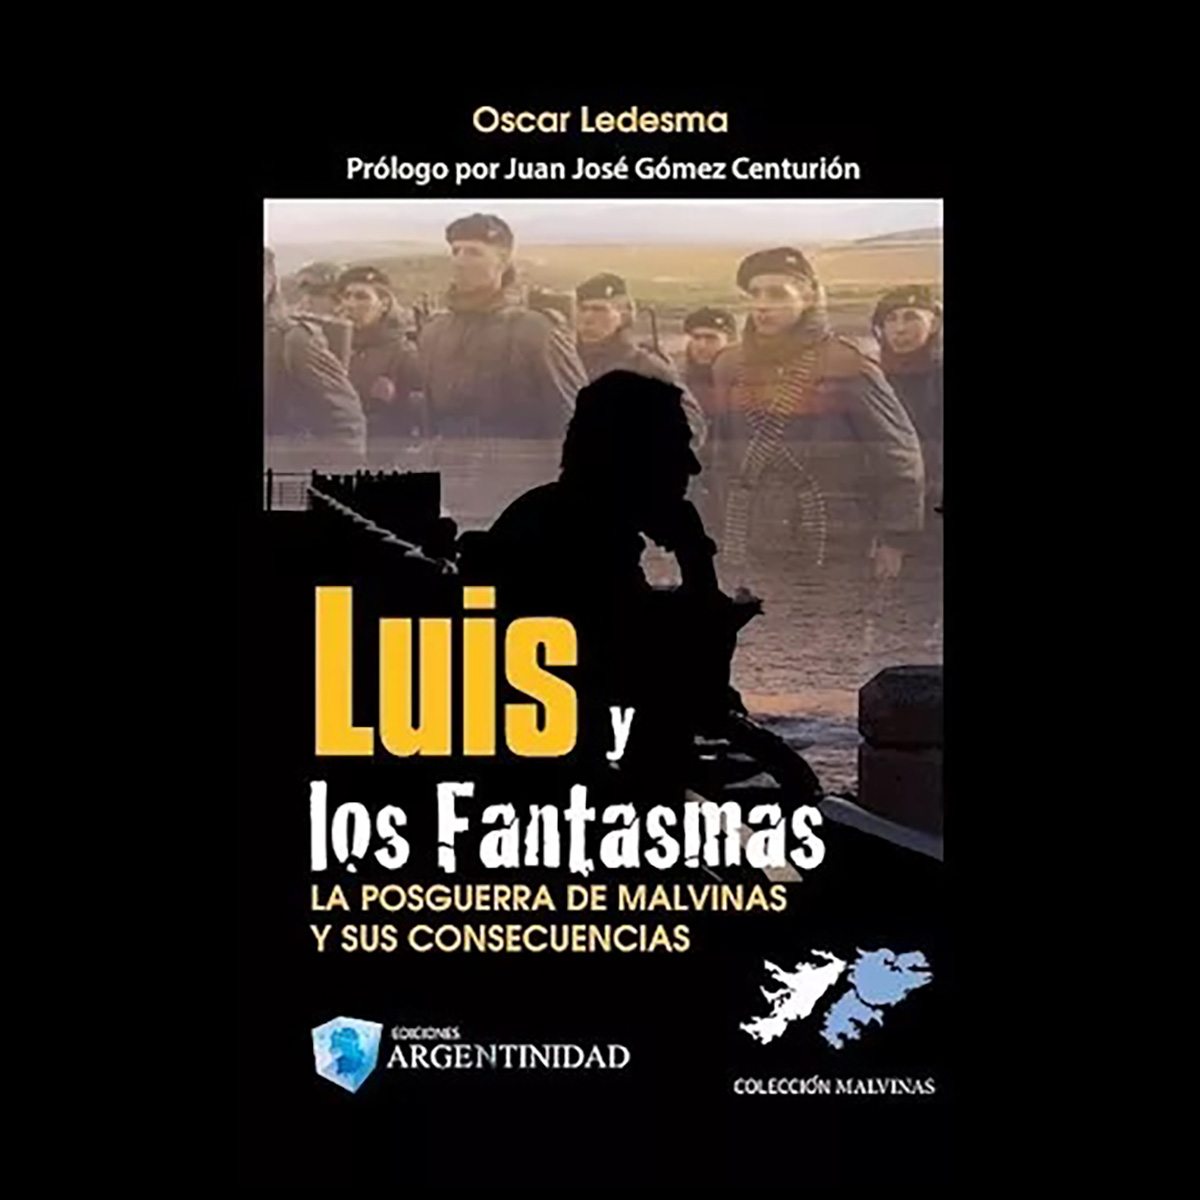 Oscar Ledesma
Prólogo por Juan José Gómez Centurión
Luis y
los Fantasmas
LA POSGUERRA DE MALVINAS
Y SUS CONSECUENCIAS
EDICIONES
ARGENTINIDAD
COLECCIÓN MALVINAS